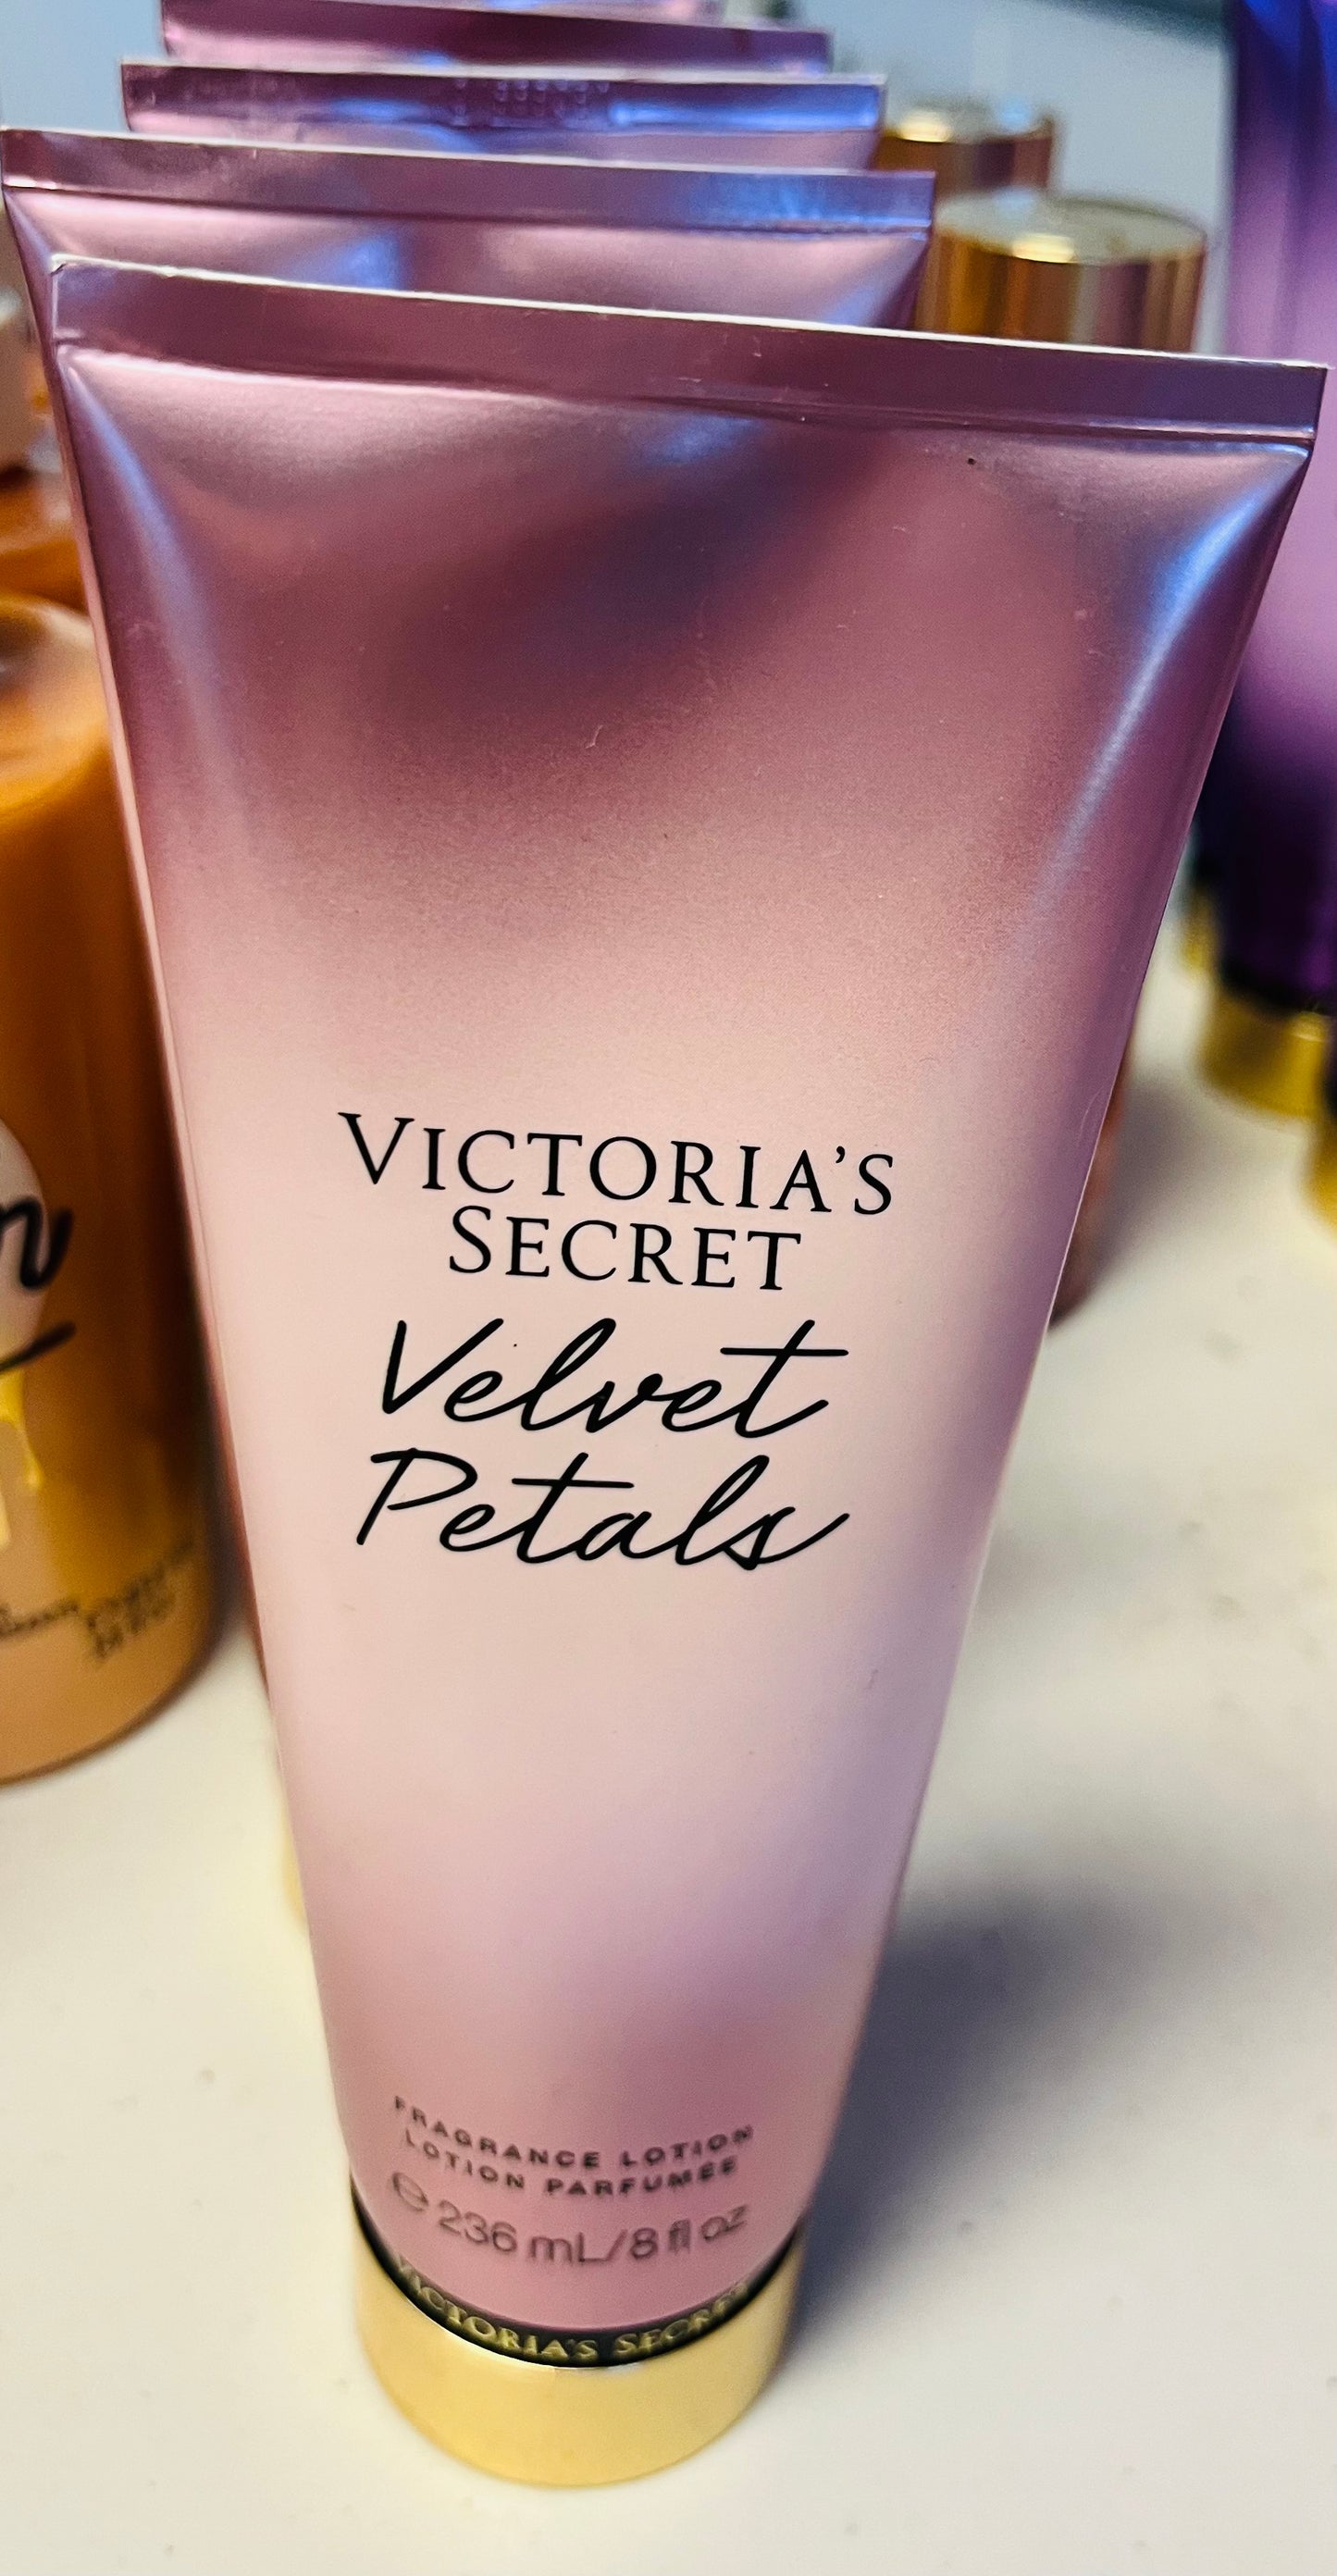 VICTORIA'S
SECRET
Velvet
Petals
FRAGRANCE LOTION
LOTION PARFUMÉE
℮ 236 mL/8 fl oz
VICTORIA'S SECRET